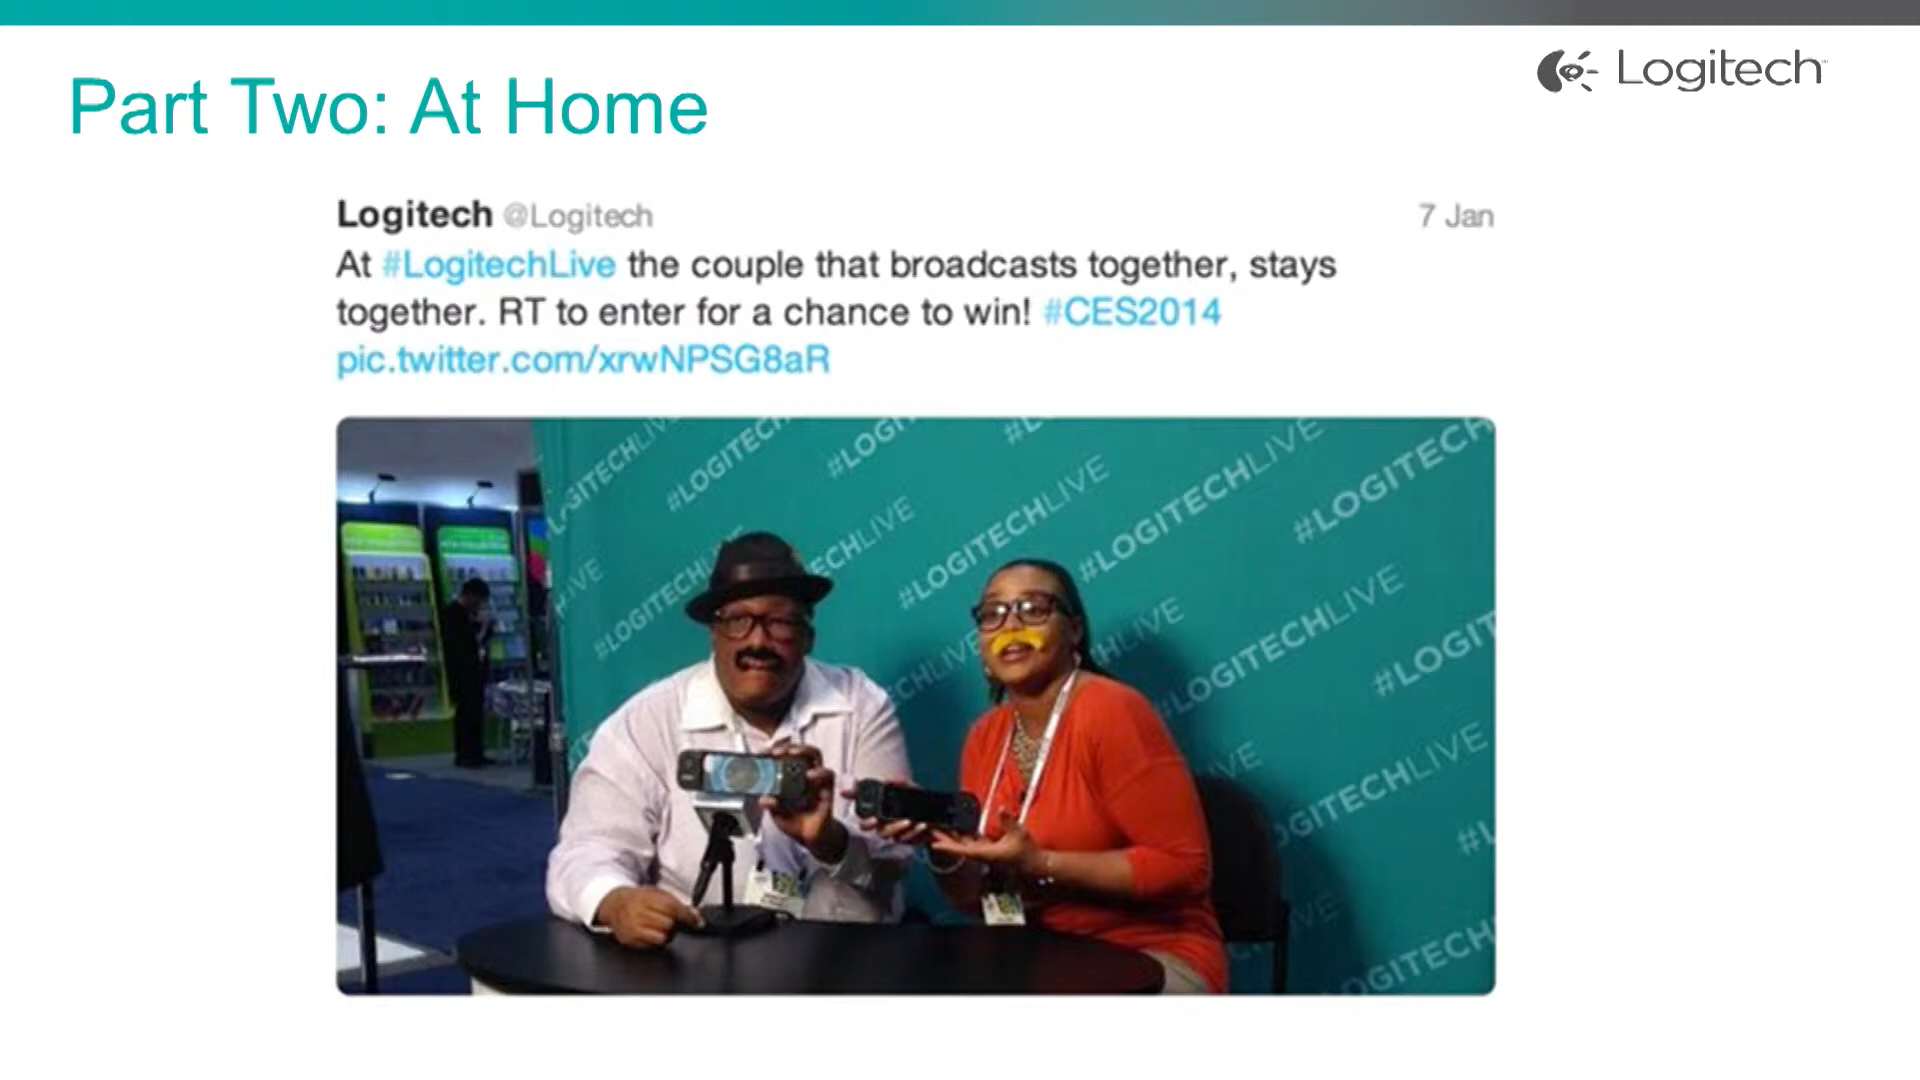 Logitech
Part Two: At Home
Logitech @Logitech 7 Jan
At #LogitechLive the couple that broadcasts together, stays
together. RT to enter for a chance to win! #CES2014
pic.twitter.com/xrwNPSG8aR
#LOGITECHLIVE
#LOGITECHLIVE
#LOGITECHLIVE
#LOGITECH